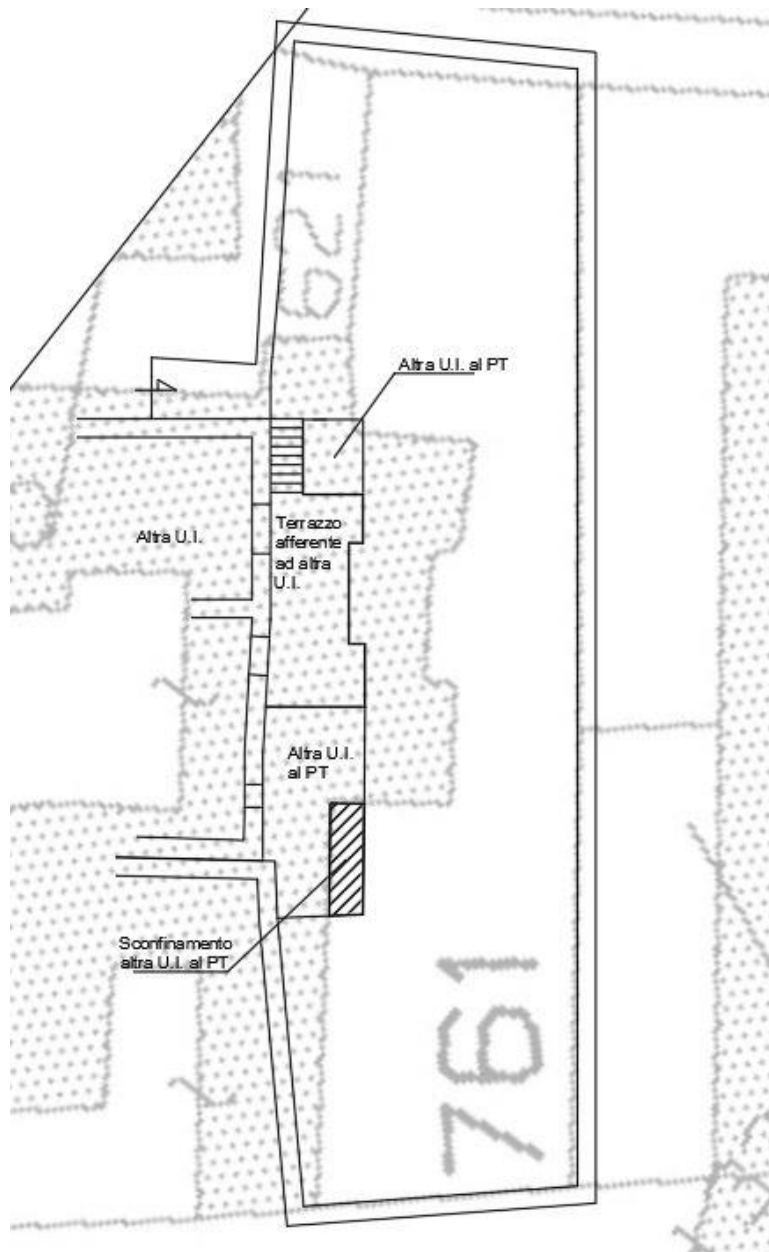 621
Altra U.I. al PT
Altra U.I.
Terrazzo
afferente
ad altra
U.I.
Altra U.I.
al PT
Sconfinamento
altra U.I. al PT
761